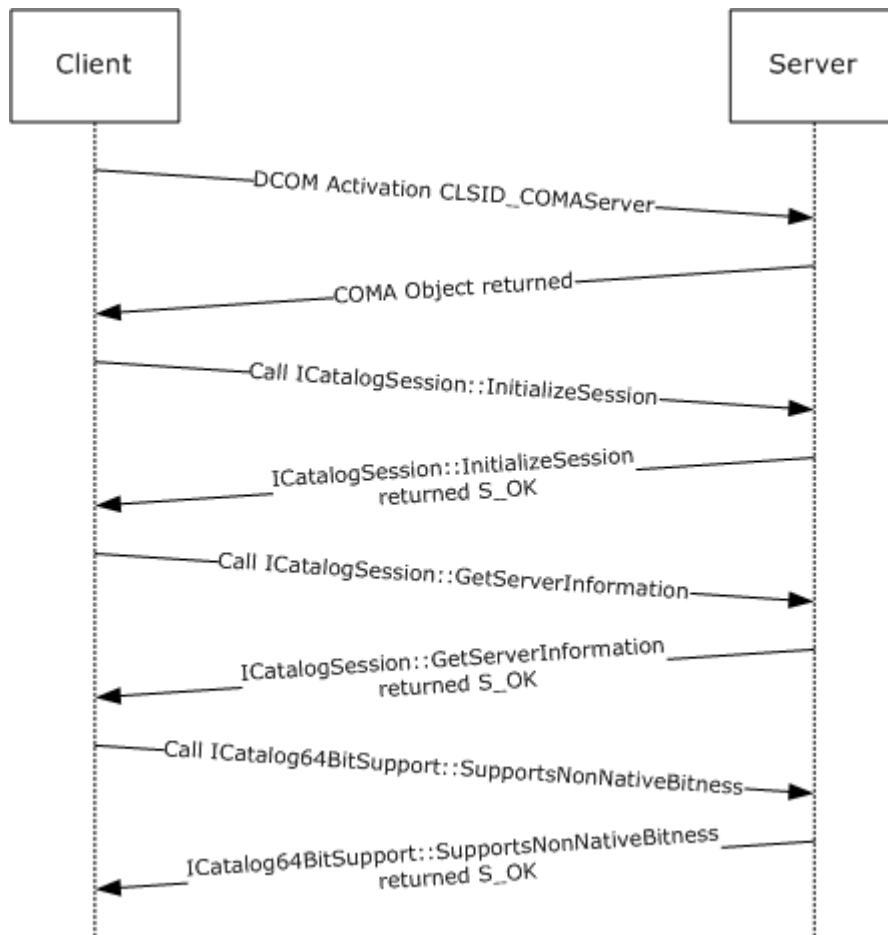 Client
Server
DCOM Activation CLSID_COMAServer
COMA Object returned
Call ICatalogSession::InitializeSession
ICatalogSession::InitializeSession
returned S_OK
Call ICatalogSession::GetServerInformation
ICatalogSession::GetServerInformation
returned S_OK
Call ICatalog64BitSupport::SupportsNonNativeBitness
ICatalog64BitSupport::SupportsNonNativeBitness
returned S_OK